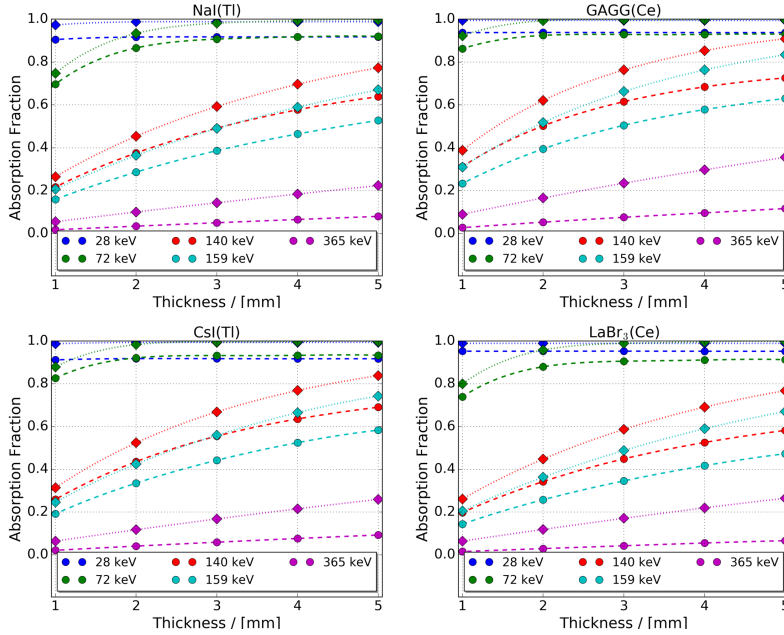 NaI(Tl)
1.0
0.8
0.6
0.4
0.2
0.0
Absorption Fraction
28 keV 140 keV 365 keV
72 keV 159 keV
1 2 3 4 5
Thickness / [mm]
GAGG(Ce)
1.0
0.8
0.6
0.4
0.2
0.0
Absorption Fraction
28 keV 140 keV 365 keV
72 keV 159 keV
1 2 3 4 5
Thickness / [mm]
CsI(Tl)
1.0
0.8
0.6
0.4
0.2
0.0
Absorption Fraction
28 keV 140 keV 365 keV
72 keV 159 keV
1 2 3 4 5
Thickness / [mm]
LaBr₃(Ce)
1.0
0.8
0.6
0.4
0.2
0.0
Absorption Fraction
28 keV 140 keV 365 keV
72 keV 159 keV
1 2 3 4 5
Thickness / [mm]